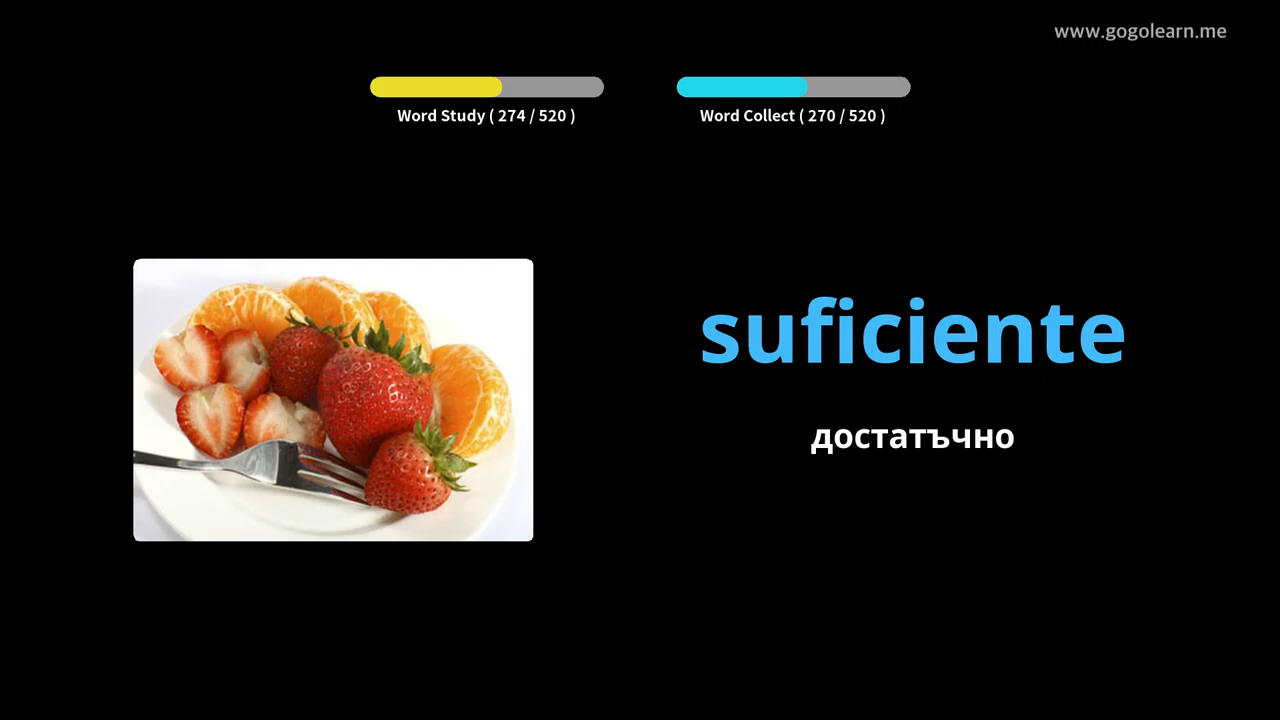 www.gogolearn.me
Word Study ( 274 / 520 )
Word Collect ( 270 / 520 )
suficiente
достатъчно